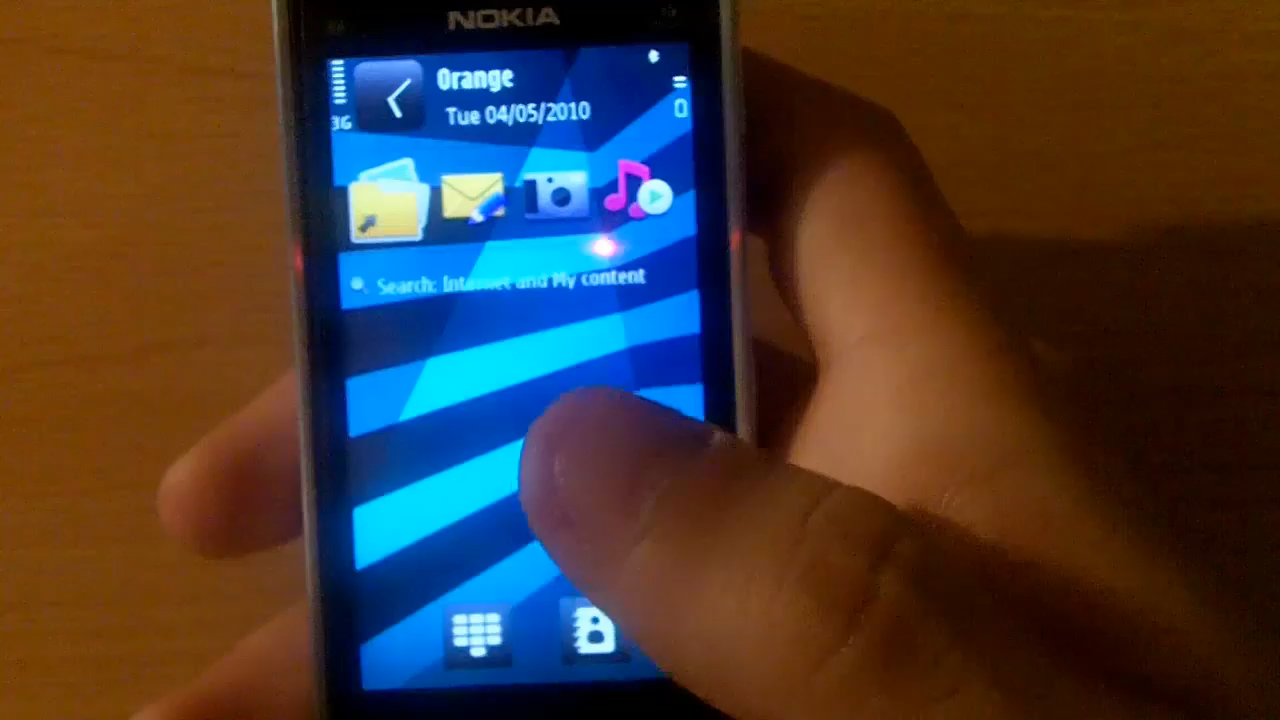 NOKIA
Orange
Tue 04/05/2010
3G
Search: Internet and My content